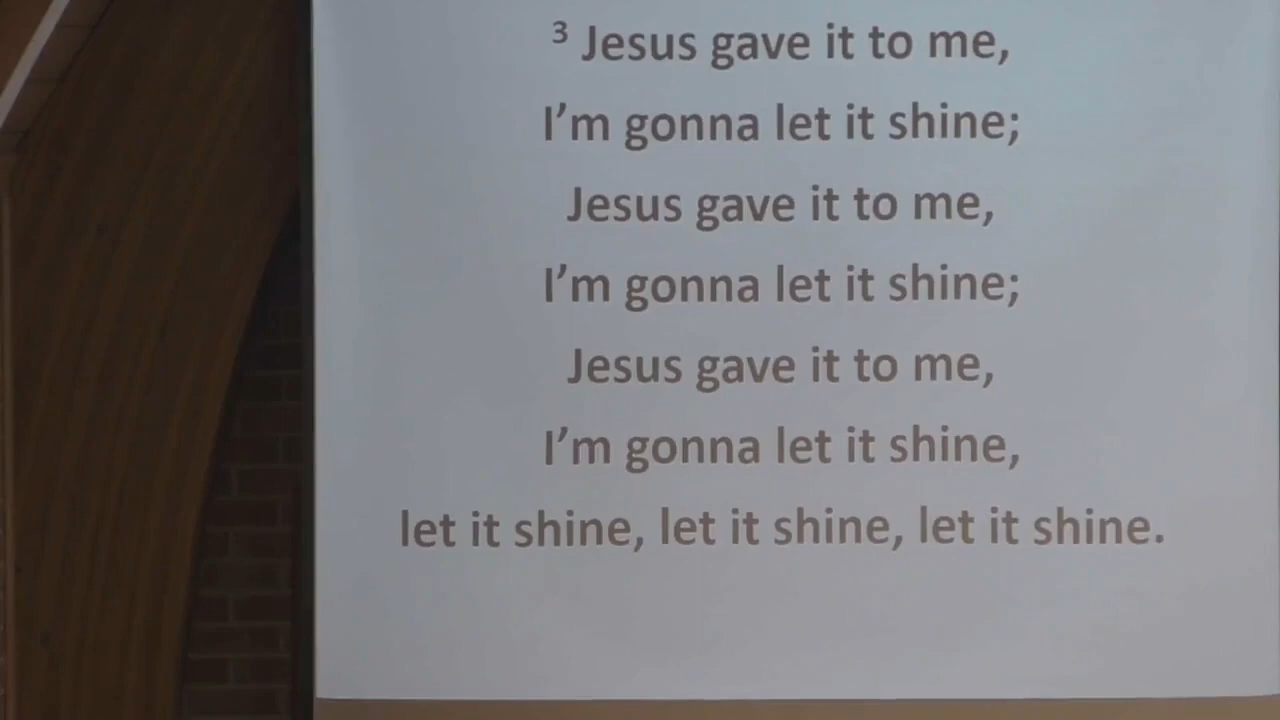 ³ Jesus gave it to me,
I’m gonna let it shine;
Jesus gave it to me,
I’m gonna let it shine;
Jesus gave it to me,
I’m gonna let it shine,
let it shine, let it shine, let it shine.